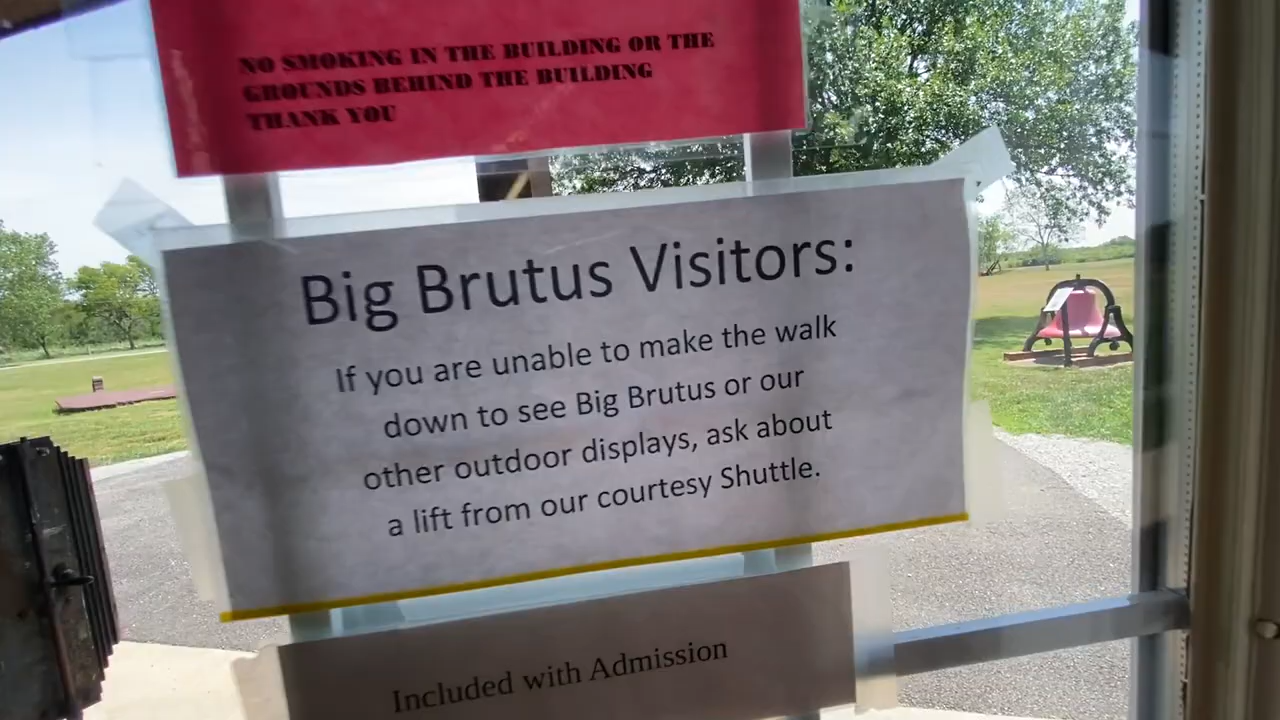 NO SMOKING IN THE BUILDING OR THE
GROUNDS BEHIND THE BUILDING
THANK YOU
Big Brutus Visitors:
If you are unable to make the walk
down to see Big Brutus or our
other outdoor displays, ask about
a lift from our courtesy Shuttle.
Included with Admission